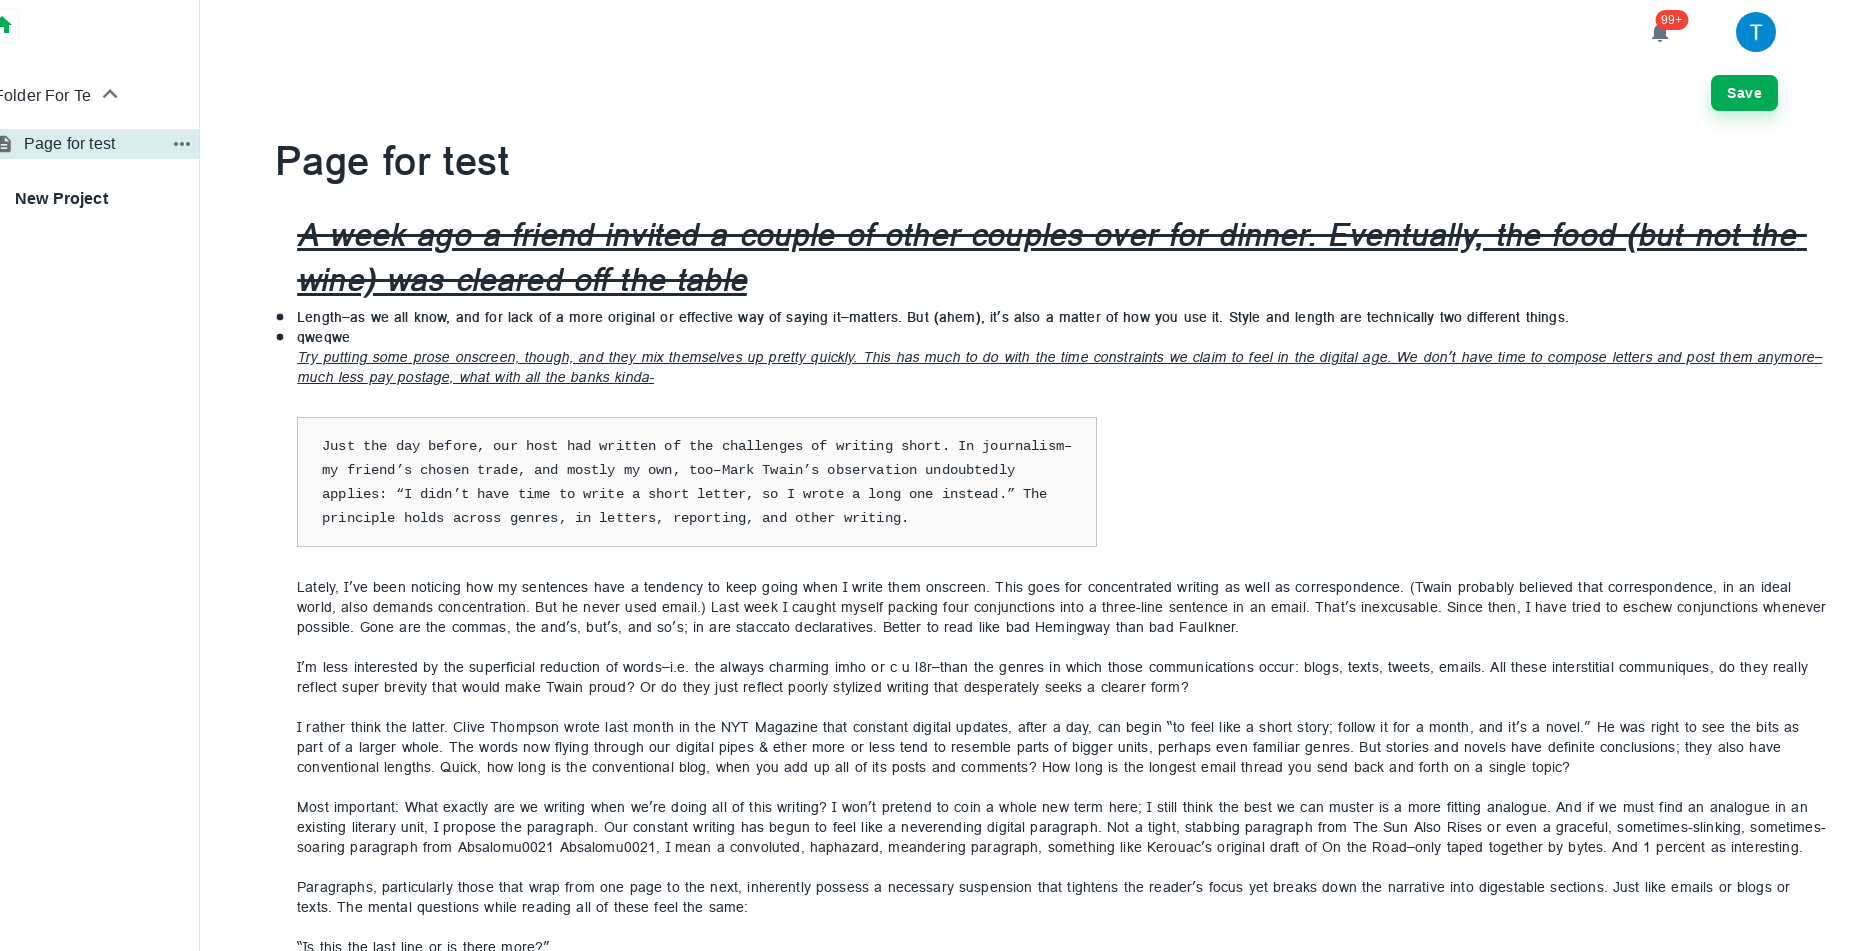 99+
T
Folder For Te
Save
Page for test
New Project
Page for test
A week ago a friend invited a couple of other couples over for dinner. Eventually, the food (but not the
wine) was cleared off the table
Length–as we all know, and for lack of a more original or effective way of saying it–matters. But (ahem), it’s also a matter of how you use it. Style and length are technically two different things.
qweqwe
Try putting some prose onscreen, though, and they mix themselves up pretty quickly. This has much to do with the time constraints we claim to feel in the digital age. We don’t have time to compose letters and post them anymore–
much less pay postage, what with all the banks kinda-
Just the day before, our host had written of the challenges of writing short. In journalism–
my friend’s chosen trade, and mostly my own, too–Mark Twain’s observation undoubtedly
applies: “I didn’t have time to write a short letter, so I wrote a long one instead.” The
principle holds across genres, in letters, reporting, and other writing.
Lately, I’ve been noticing how my sentences have a tendency to keep going when I write them onscreen. This goes for concentrated writing as well as correspondence. (Twain probably believed that correspondence, in an ideal
world, also demands concentration. But he never used email.) Last week I caught myself packing four conjunctions into a three-line sentence in an email. That’s inexcusable. Since then, I have tried to eschew conjunctions whenever
possible. Gone are the commas, the and’s, but’s, and so’s; in are staccato declaratives. Better to read like bad Hemingway than bad Faulkner.
I’m less interested by the superficial reduction of words–i.e. the always charming imho or c u l8r–than the genres in which those communications occur: blogs, texts, tweets, emails. All these interstitial communiques, do they really
reflect super brevity that would make Twain proud? Or do they just reflect poorly stylized writing that desperately seeks a clearer form?
I rather think the latter. Clive Thompson wrote last month in the NYT Magazine that constant digital updates, after a day, can begin “to feel like a short story; follow it for a month, and it’s a novel.” He was right to see the bits as
part of a larger whole. The words now flying through our digital pipes & ether more or less tend to resemble parts of bigger units, perhaps even familiar genres. But stories and novels have definite conclusions; they also have
conventional lengths. Quick, how long is the conventional blog, when you add up all of its posts and comments? How long is the longest email thread you send back and forth on a single topic?
Most important: What exactly are we writing when we’re doing all of this writing? I won’t pretend to coin a whole new term here; I still think the best we can muster is a more fitting analogue. And if we must find an analogue in an
existing literary unit, I propose the paragraph. Our constant writing has begun to feel like a neverending digital paragraph. Not a tight, stabbing paragraph from The Sun Also Rises or even a graceful, sometimes-slinking, sometimes-
soaring paragraph from Absalomu0021 Absalomu0021, I mean a convoluted, haphazard, meandering paragraph, something like Kerouac’s original draft of On the Road–only taped together by bytes. And 1 percent as interesting.
Paragraphs, particularly those that wrap from one page to the next, inherently possess a necessary suspension that tightens the reader’s focus yet breaks down the narrative into digestable sections. Just like emails or blogs or
texts. The mental questions while reading all of these feel the same:
“Is this the last line or is there more?”